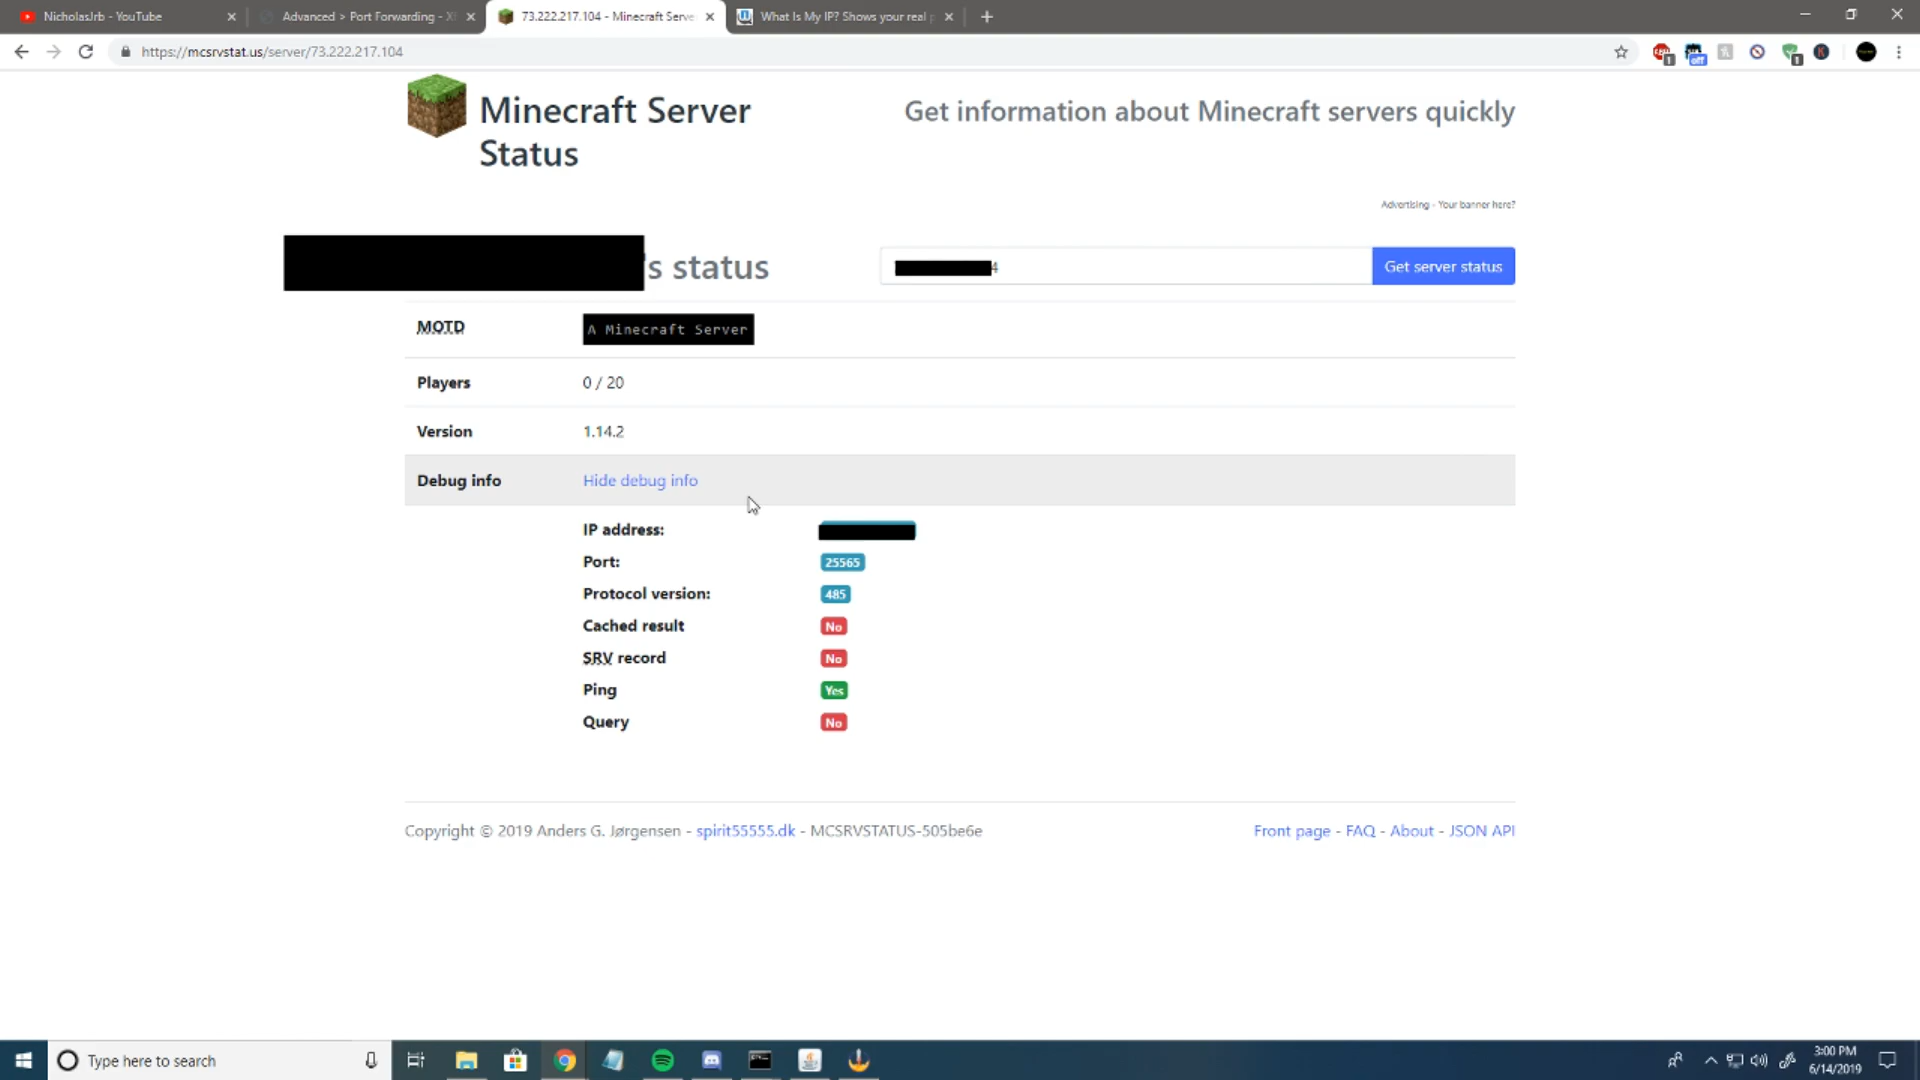 NicholasJrb - YouTube
Advanced > Port Forwarding - X
73.222.217.104 - Minecraft Serve
What Is My IP? Shows your real
https://mcsrvstat.us/server/73.222.217.104
Minecraft Server
Status
Get information about Minecraft servers quickly
Advertising - Your banner here?
's status
4
Get server status
MOTD
A Minecraft Server
Players
0 / 20
Version
1.14.2
Debug info
Hide debug info
IP address:
Port:
25565
Protocol version:
485
Cached result
No
SRV record
No
Ping
Yes
Query
No
Copyright © 2019 Anders G. Jørgensen - spirit55555.dk - MCSRVSTATUS-505be6e
Front page - FAQ - About - JSON API
Type here to search
3:00 PM
6/14/2019